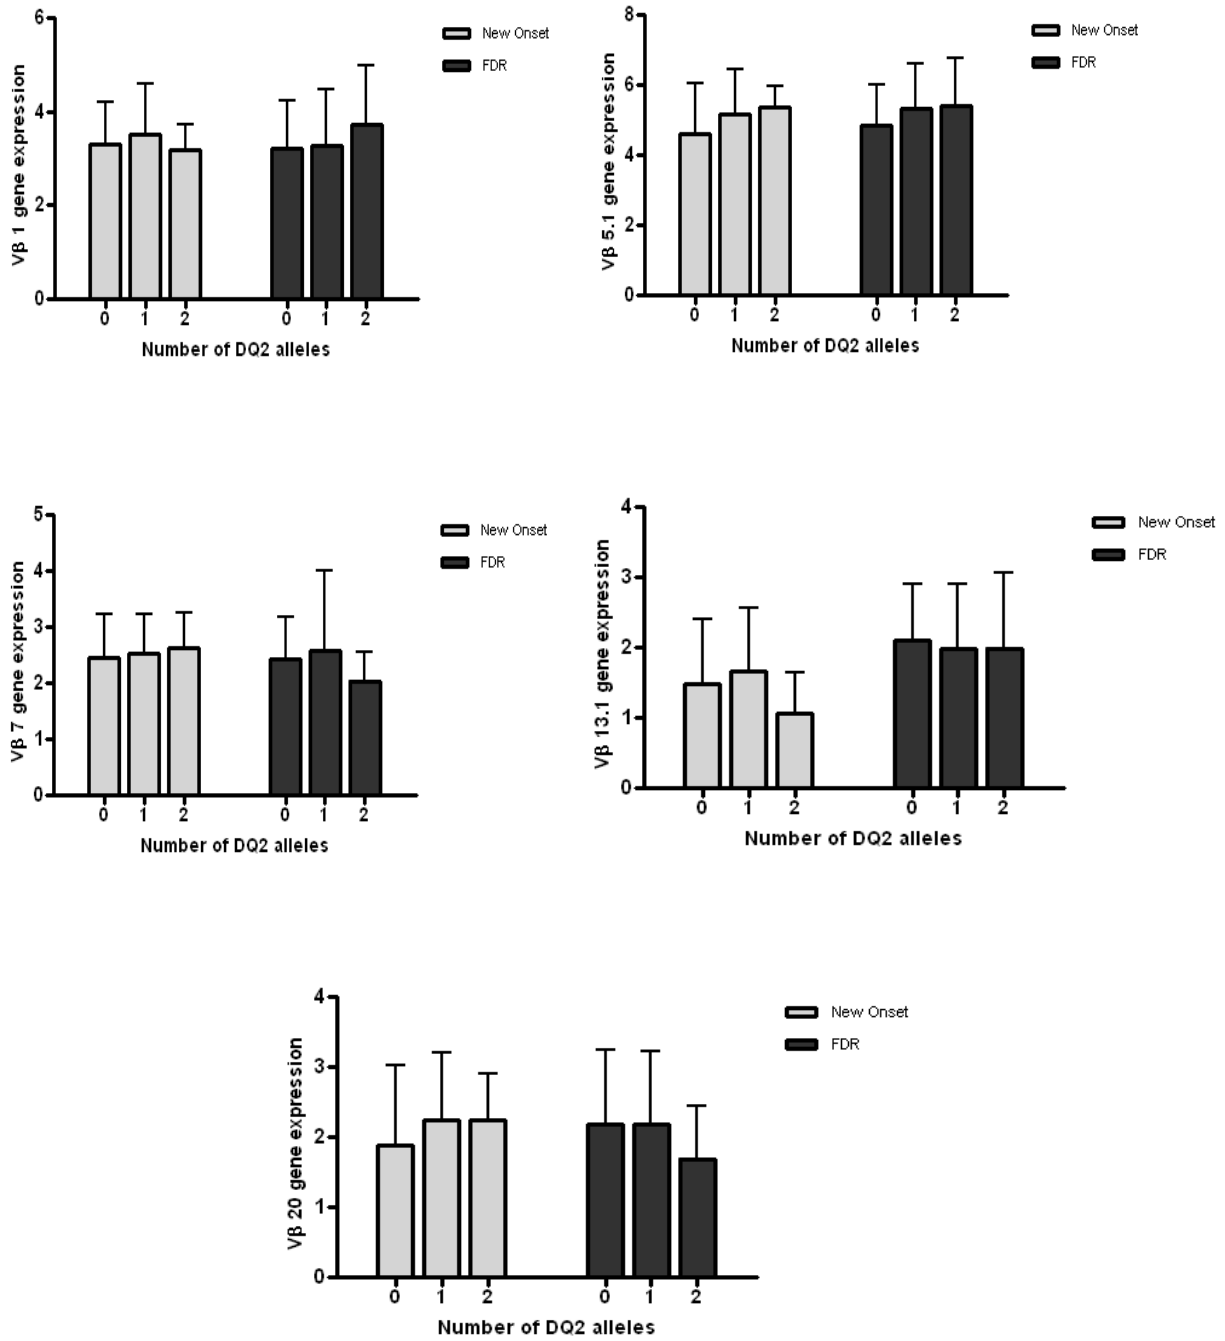 Vβ 1 gene expression
6
4
2
0
0 1 2 0 1 2
Number of DQ2 alleles
New Onset
FDR
Vβ 5.1 gene expression
8
6
4
2
0
0 1 2 0 1 2
Number of DQ2 alleles
New Onset
FDR
Vβ 7 gene expression
5
4
3
2
1
0
0 1 2 0 1 2
Number of DQ2 alleles
New Onset
FDR
Vβ 13.1 gene expression
4
3
2
1
0
0 1 2 0 1 2
Number of DQ2 alleles
New Onset
FDR
Vβ 20 gene expression
4
3
2
1
0
0 1 2 0 1 2
Number of DQ2 alleles
New Onset
FDR